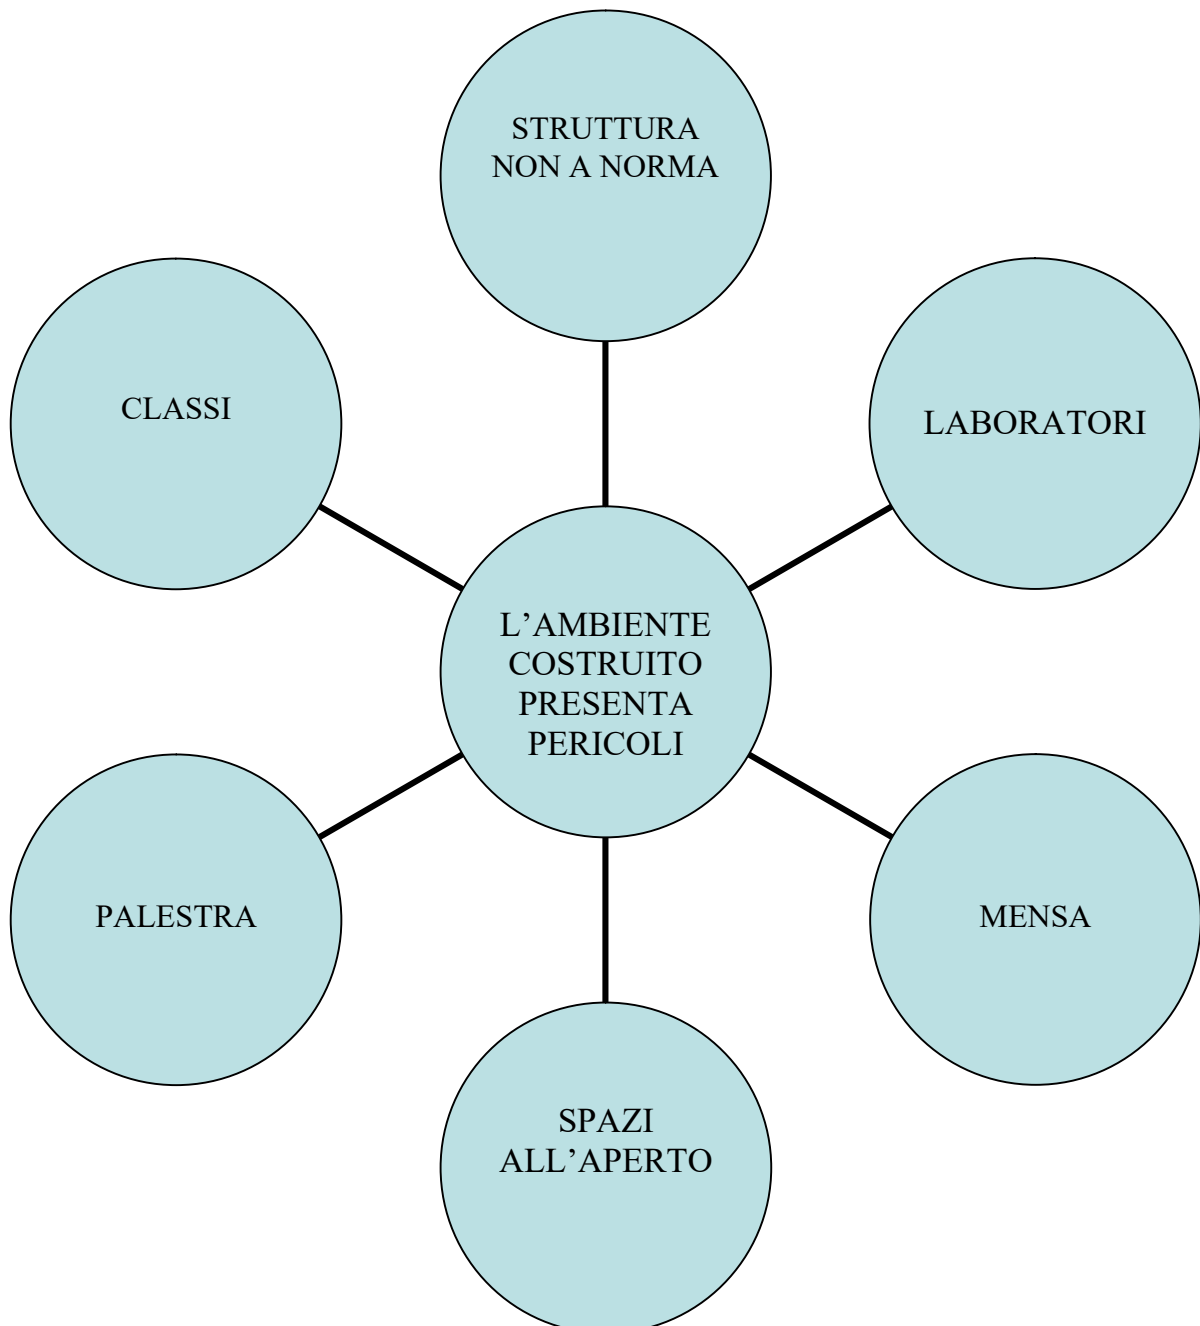 STRUTTURA
NON A NORMA
CLASSI
LABORATORI
L’AMBIENTE
COSTRUITO
PRESENTA
PERICOLI
PALESTRA
MENSA
SPAZI
ALL’APERTO